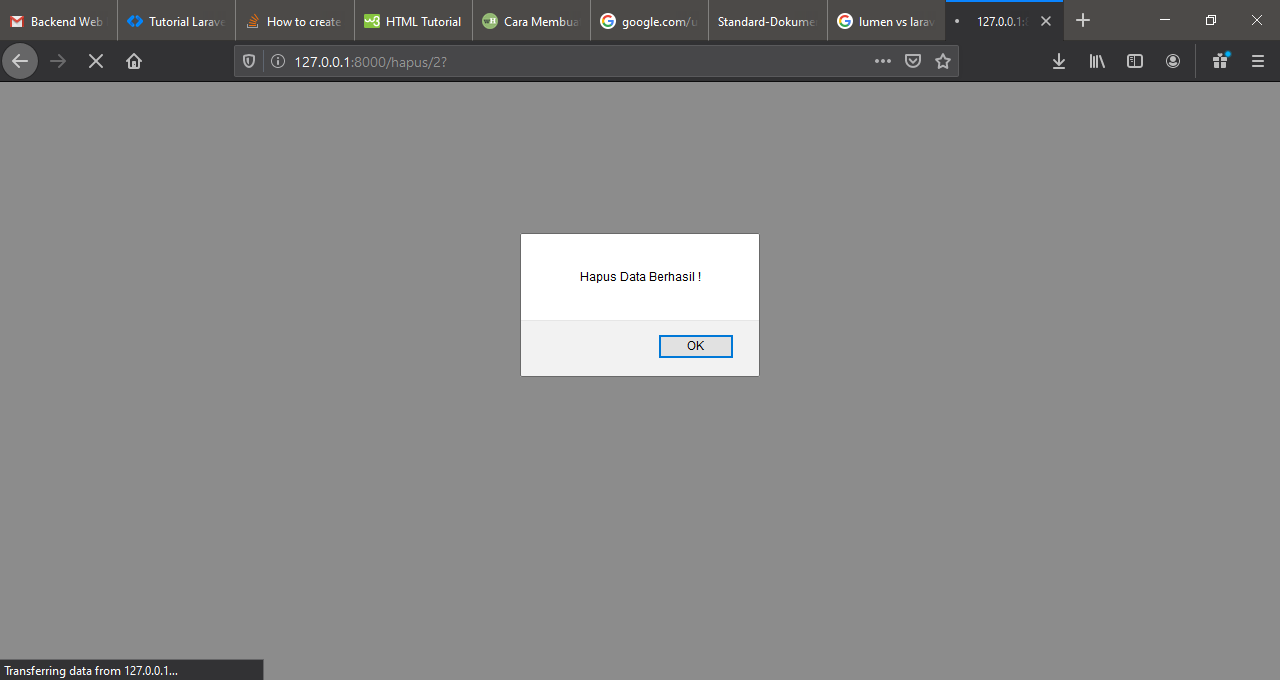 Backend Web
Tutorial Larave
How to create
HTML Tutorial
Cara Membua
google.com/u
Standard-Dokume
lumen vs larav
127.0.0.1:
127.0.0.1:8000/hapus/2?
Hapus Data Berhasil !
OK
Transferring data from 127.0.0.1...